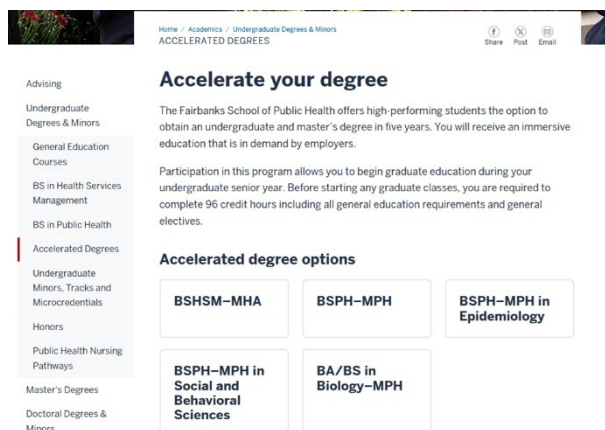 Home / Academics / Undergraduate Degrees & Minors
ACCELERATED DEGREES
Share Post Email
Advising
Undergraduate
Degrees & Minors
General Education
Courses
BS in Health Services
Management
BS in Public Health
Accelerated Degrees
Undergraduate
Minors, Tracks and
Microcredentials
Honors
Public Health Nursing
Pathways
Master's Degrees
Doctoral Degrees &
Minors
Accelerate your degree
The Fairbanks School of Public Health offers high-performing students the option to
obtain an undergraduate and master's degree in five years. You will receive an immersive
education that is in demand by employers.
Participation in this program allows you to begin graduate education during your
undergraduate senior year. Before starting any graduate classes, you are required to
complete 96 credit hours including all general education requirements and general
electives.
Accelerated degree options
BSHSM–MHA
BSPH–MPH
BSPH–MPH in
Epidemiology
BSPH–MPH in
Social and
Behavioral
Sciences
BA/BS in
Biology–MPH